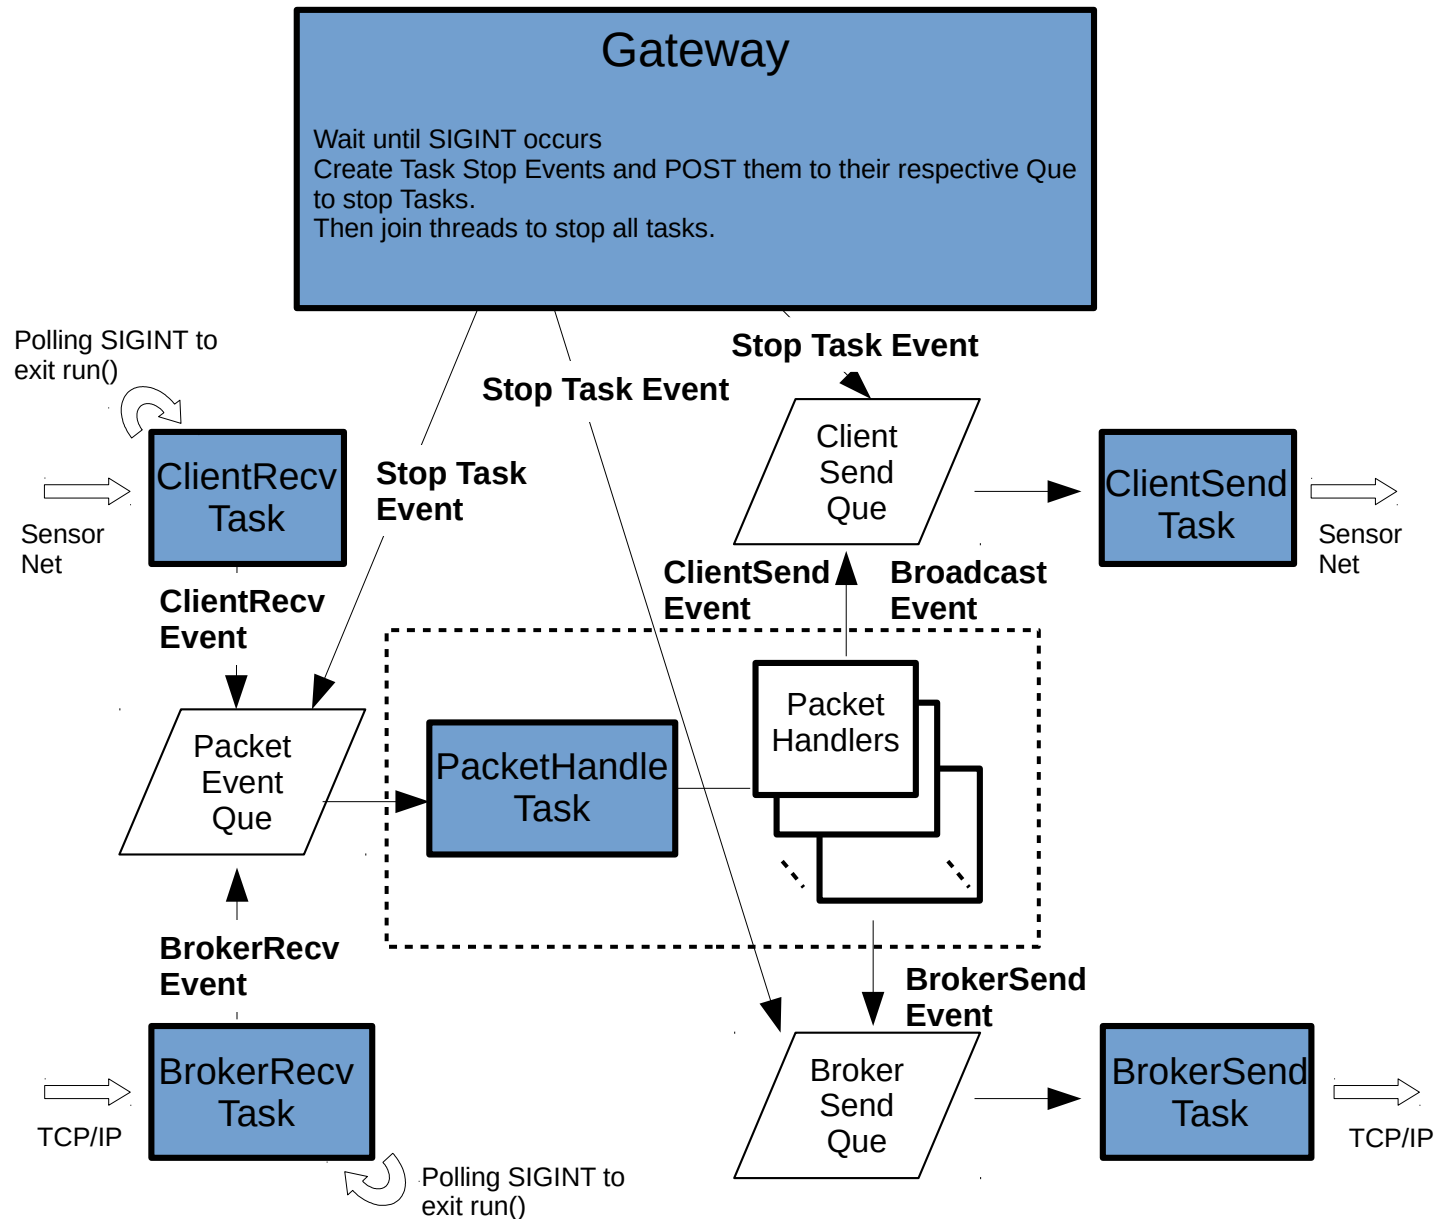 Gateway
Wait until SIGINT occurs
Create Task Stop Events and POST them to their respective Que
to stop Tasks.
Then join threads to stop all tasks.
Polling SIGINT to
exit run()
Stop Task Event
Stop Task Event
Stop Task
Event
ClientRecv
Task
Sensor
Net
Client
Send
Que
ClientSend
Task
Sensor
Net
ClientRecv
Event
ClientSend
Event
Broadcast
Event
Packet
Event
Que
PacketHandle
Task
Packet
Handlers
BrokerRecv
Event
BrokerSend
Event
BrokerRecv
Task
TCP/IP
Broker
Send
Que
BrokerSend
Task
TCP/IP
Polling SIGINT to
exit run()